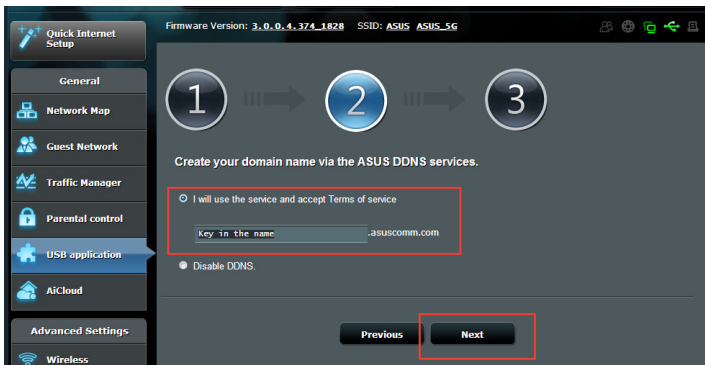 Quick Internet
Setup
Firmware Version: 3.0.0.4.374_1828 SSID: ASUS ASUS_5G
General
Network Map
Guest Network
Traffic Manager
Parental control
USB application
AiCloud
Advanced Settings
Wireless
1
2
3
Create your domain name via the ASUS DDNS services.
I will use the service and accept Terms of service
Key in the name .asuscomm.com
Disable DDNS.
Previous Next